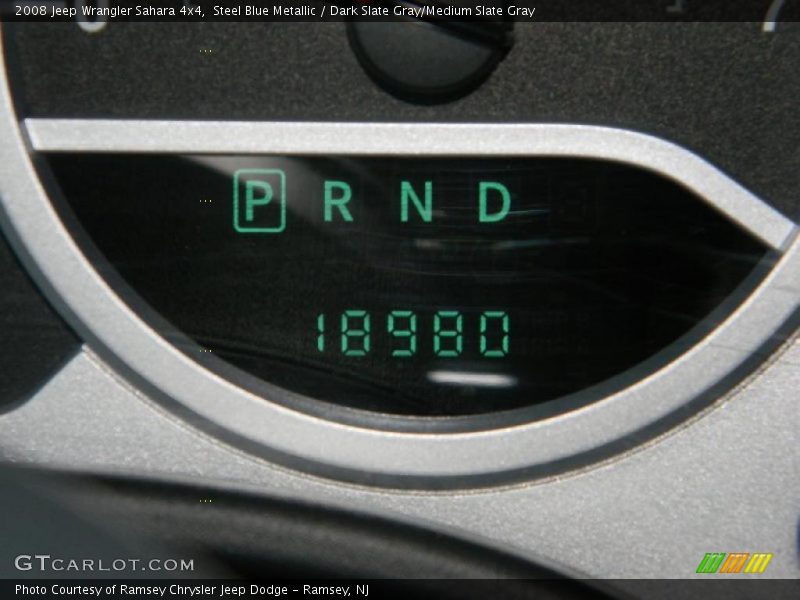 2008 Jeep Wrangler Sahara 4x4, Steel Blue Metallic / Dark Slate Gray/Medium Slate Gray
P R N D
18980
GTCARLOT.COM
Photo Courtesy of Ramsey Chrysler Jeep Dodge - Ramsey, NJ